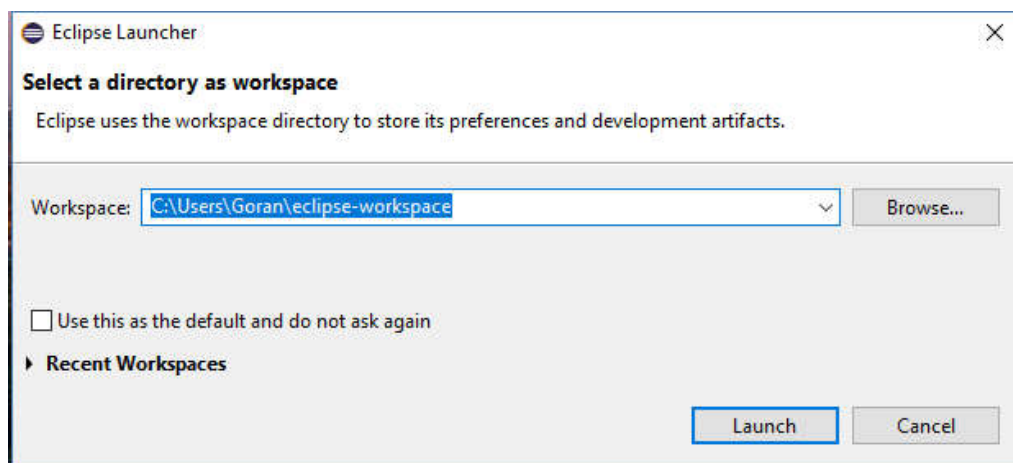 Eclipse Launcher
Select a directory as workspace
Eclipse uses the workspace directory to store its preferences and development artifacts.
Workspace: C:\Users\Goran\eclipse-workspace Browse...
Use this as the default and do not ask again
Recent Workspaces
Launch Cancel